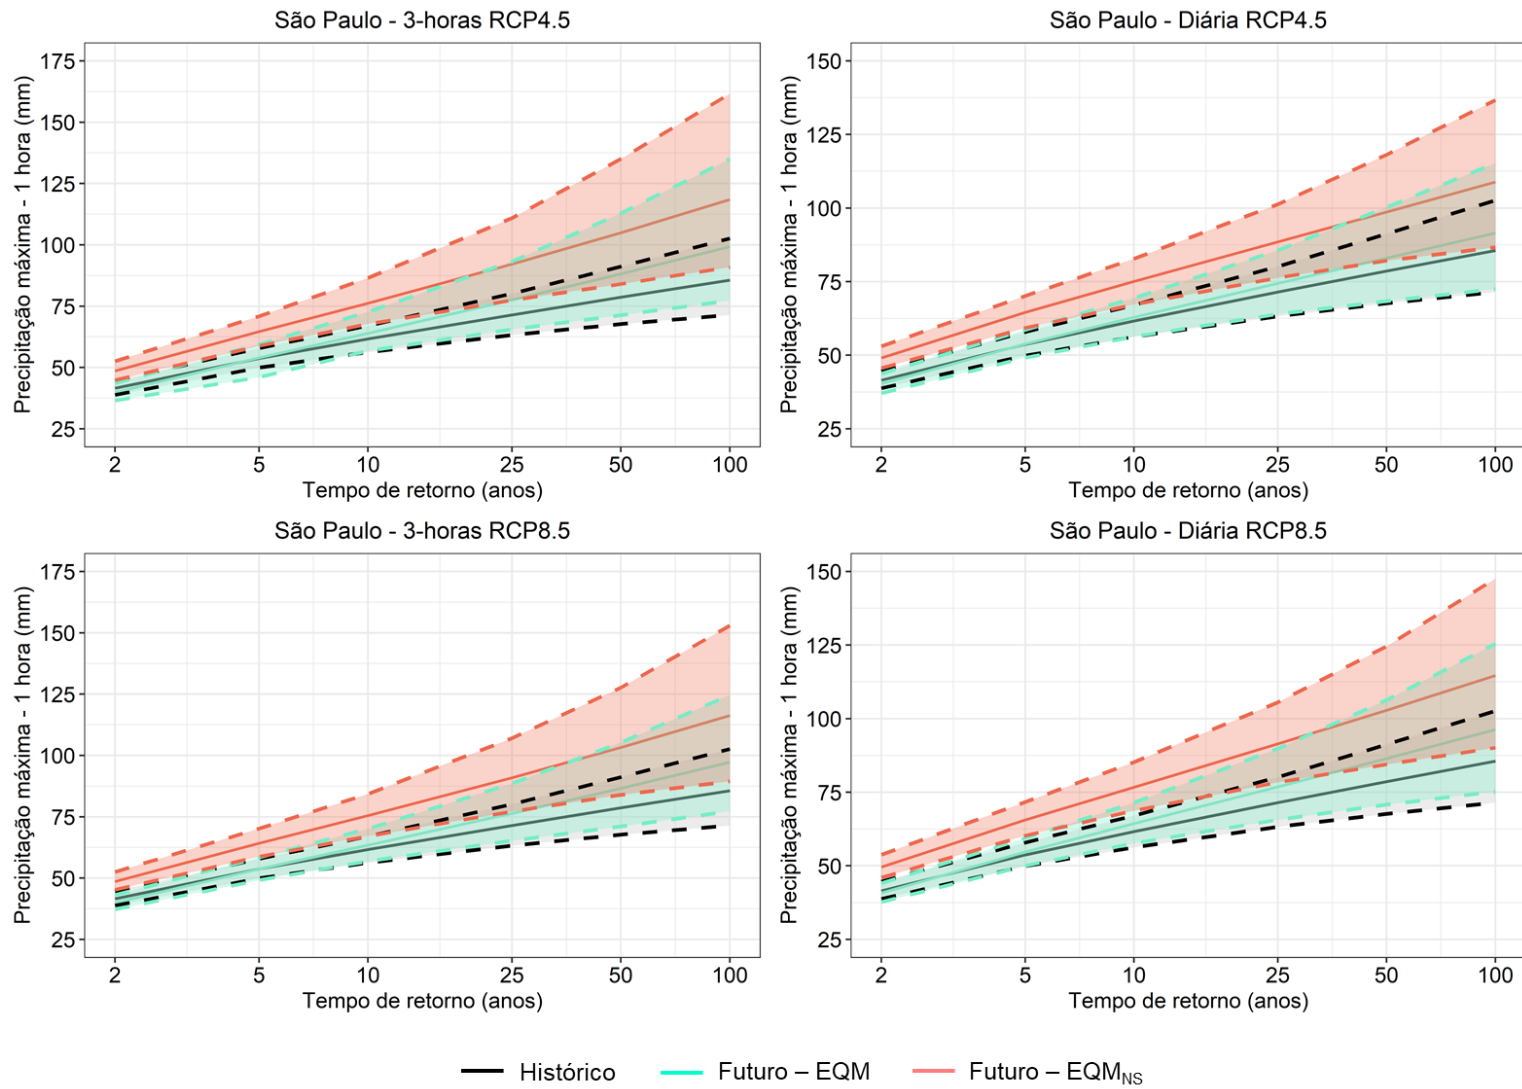 São Paulo - 3-horas RCP4.5
Precipitação máxima - 1 hora (mm)
175
150
125
100
75
50
25
2 5 10 25 50 100
Tempo de retorno (anos)
São Paulo - Diária RCP4.5
Precipitação máxima - 1 hora (mm)
150
125
100
75
50
25
2 5 10 25 50 100
Tempo de retorno (anos)
São Paulo - 3-horas RCP8.5
Precipitação máxima - 1 hora (mm)
175
150
125
100
75
50
25
2 5 10 25 50 100
Tempo de retorno (anos)
São Paulo - Diária RCP8.5
Precipitação máxima - 1 hora (mm)
150
125
100
75
50
25
2 5 10 25 50 100
Tempo de retorno (anos)
Histórico Futuro – EQM Futuro – EQM_NS